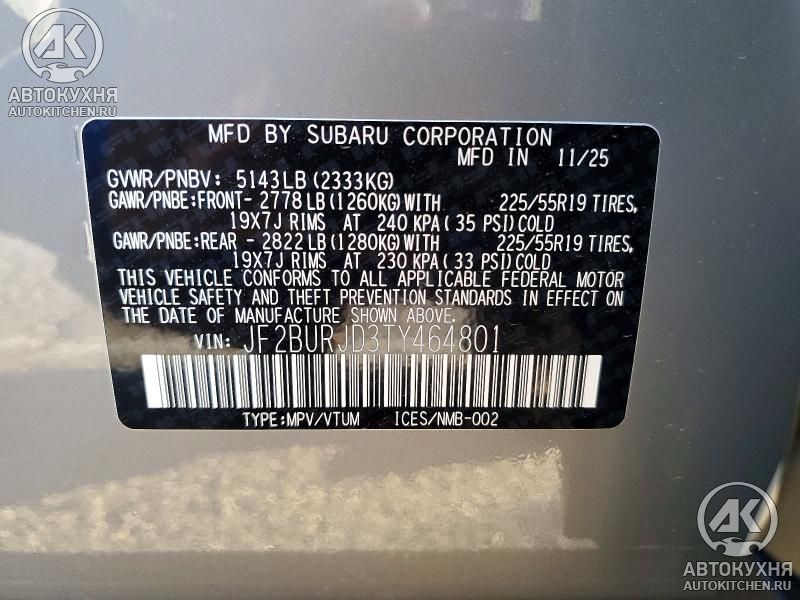 AK
АВТОКУХНЯ
AUTOKITCHEN.RU
MFD BY SUBARU CORPORATION
MFD IN 11/25
GVWR/PNBV: 5143LB (2333KG)
GAWR/PNBE:FRONT- 2778 LB (1260KG) WITH 225/55R19 TIRES,
19X7J RIMS AT 240 KPA ( 35 PSI) COLD
GAWR/PNBE:REAR - 2822 LB (1280KG) WITH 225/55R19 TIRES,
19X7J RIMS AT 230 KPA ( 33 PSI) COLD
THIS VEHICLE CONFORMS TO ALL APPLICABLE FEDERAL MOTOR
VEHICLE SAFETY AND THEFT PREVENTION STANDARDS IN EFFECT ON
THE DATE OF MANUFACTURE SHOWN ABOVE.
VIN: JF2BURJD3TY464801
TYPE:MPV/VTUM ICES/NMB-002
AK
АВТОКУХНЯ
AUTOKITCHEN.RU